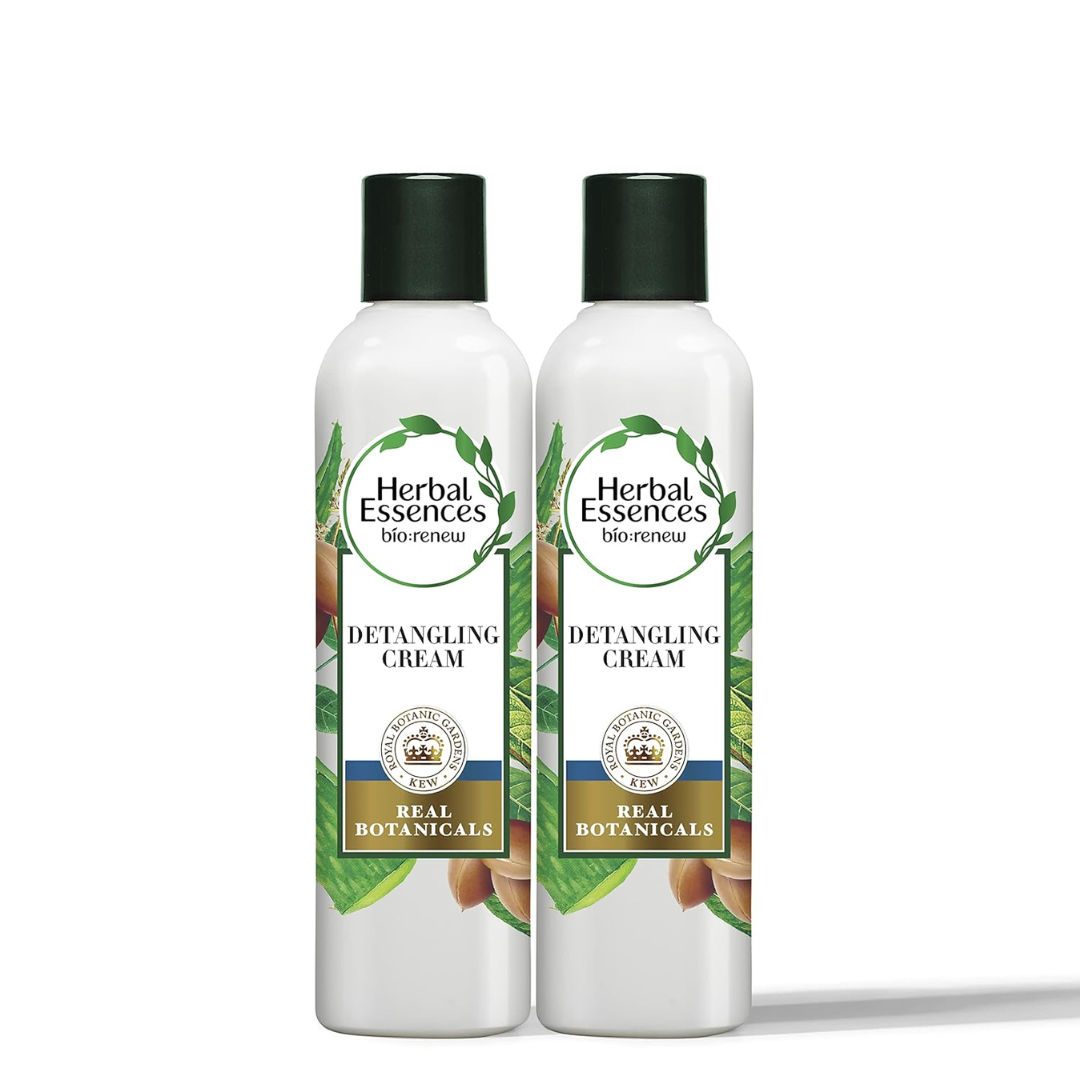 Herbal
Essences
bío:renew
DETANGLING
CREAM
ROYAL BOTANIC GARDENS
· KEW ·
REAL
BOTANICALS
Herbal
Essences
bío:renew
DETANGLING
CREAM
ROYAL BOTANIC GARDENS
· KEW ·
REAL
BOTANICALS